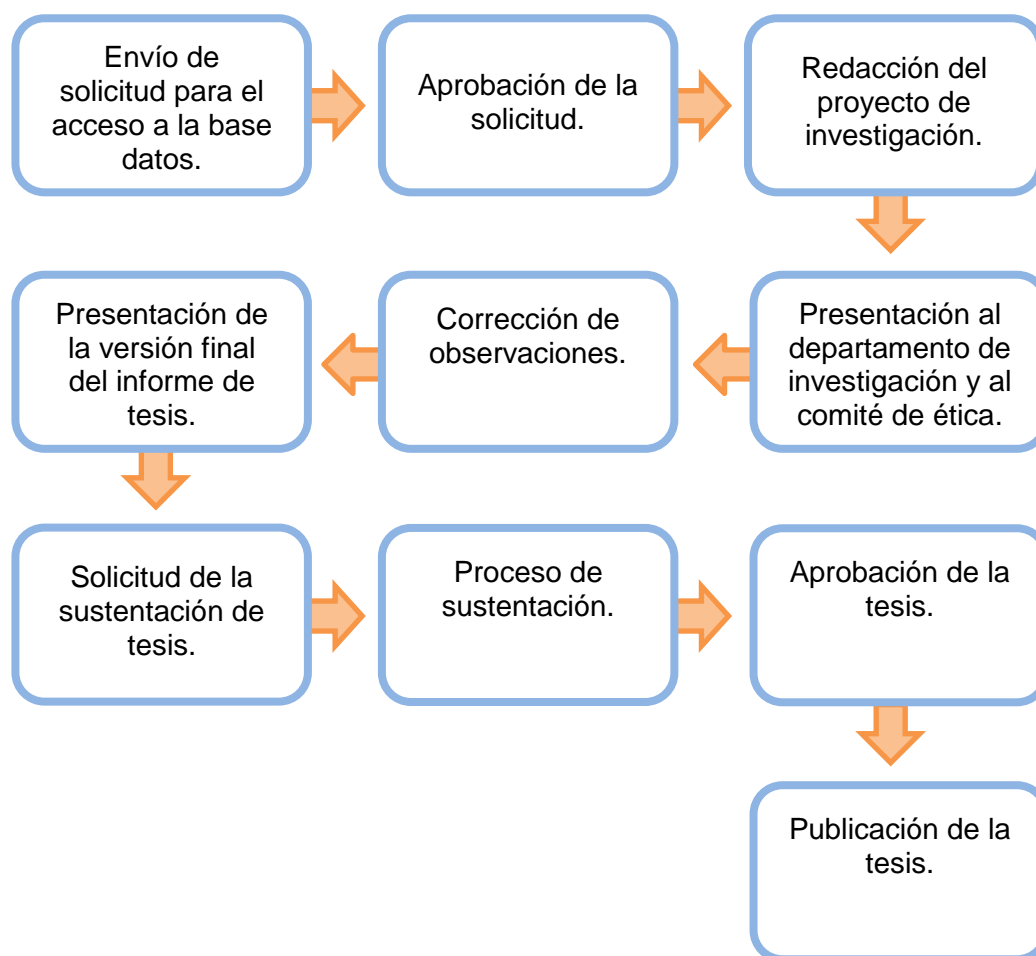 Envío de
solicitud para el
acceso a la base
datos.
Aprobación de la
solicitud.
Redacción del
proyecto de
investigación.
Presentación al
departamento de
investigación y al
comité de ética.
Corrección de
observaciones.
Presentación de
la versión final
del informe de
tesis.
Solicitud de la
sustentación de
tesis.
Proceso de
sustentación.
Aprobación de la
tesis.
Publicación de la
tesis.